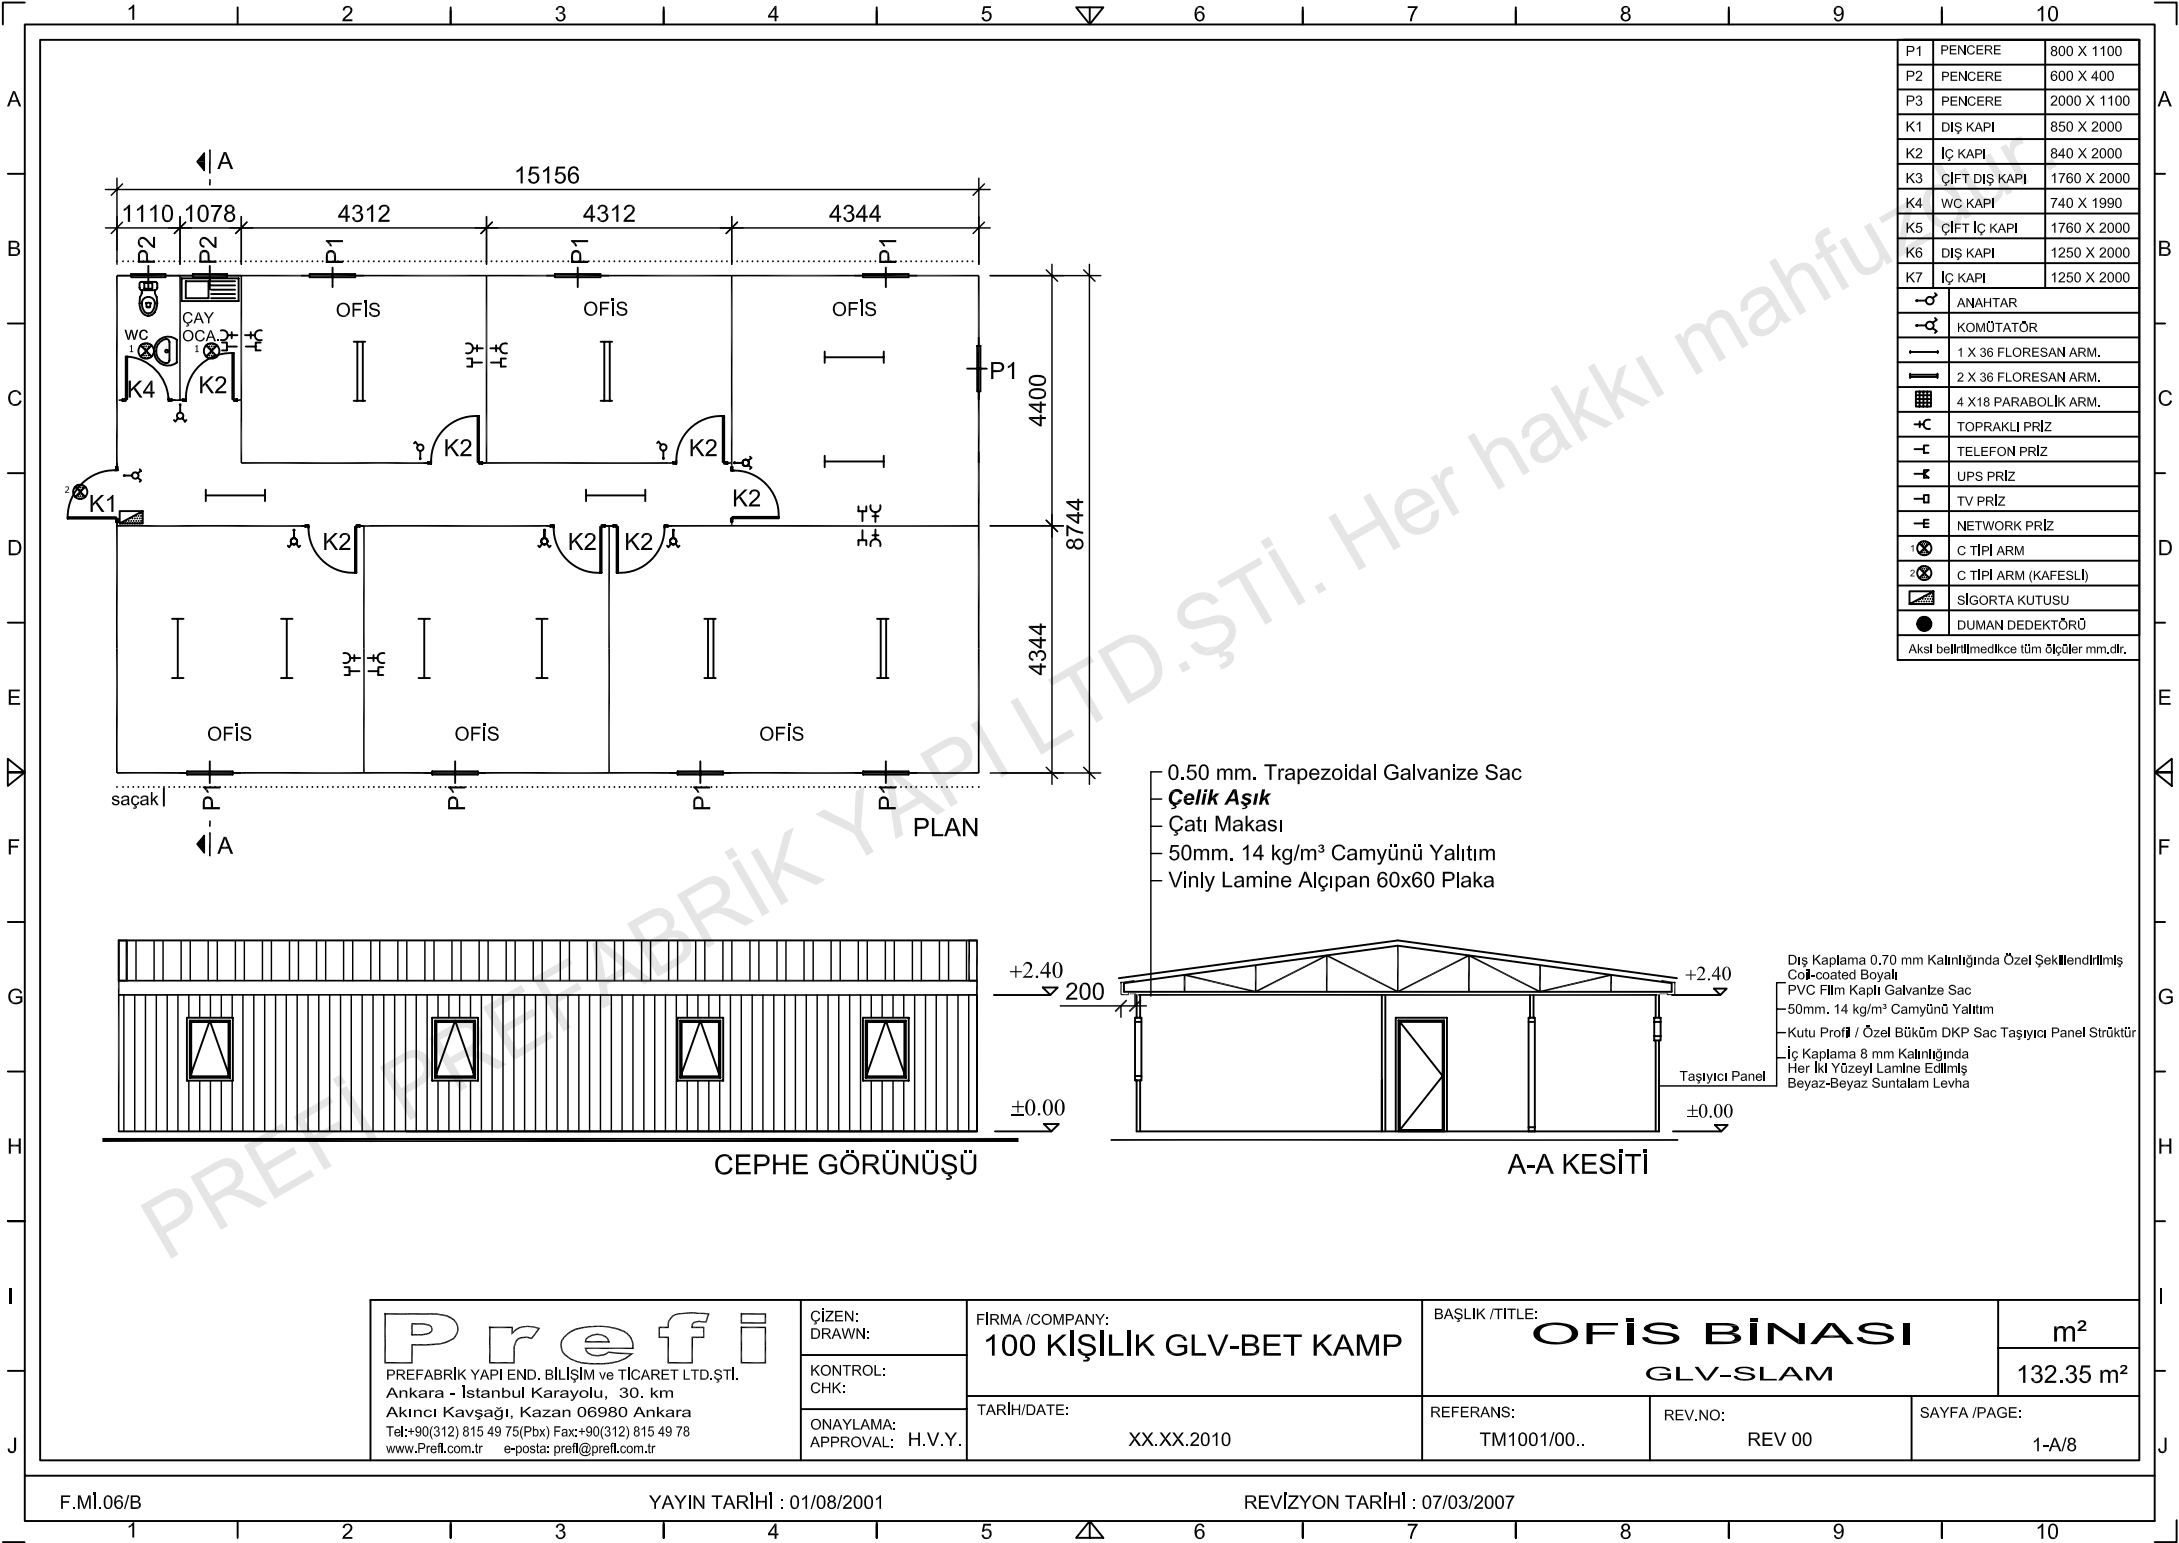 1 2 3 4 5 6 7 8 9 10
A B C D E F G H I J
A B C D E F G H I J
P1 PENCERE 800 X 1100
P2 PENCERE 600 X 400
P3 PENCERE 2000 X 1100
K1 DIŞ KAPI 850 X 2000
K2 İÇ KAPI 840 X 2000
K3 ÇİFT DIŞ KAPI 1760 X 2000
K4 WC KAPI 740 X 1990
K5 ÇİFT İÇ KAPI 1760 X 2000
K6 DIŞ KAPI 1250 X 2000
K7 İÇ KAPI 1250 X 2000
ANAHTAR
KOMÜTATÖR
1 X 36 FLORESAN ARM.
2 X 36 FLORESAN ARM.
4 X18 PARABOLİK ARM.
TOPRAKLI PRİZ
TELEFON PRİZ
UPS PRİZ
TV PRİZ
NETWORK PRİZ
1 C TİPİ ARM
2 C TİPİ ARM (KAFESLİ)
SİGORTA KUTUSU
DUMAN DEDEKTÖRÜ
Aksi belirtilmedikce tüm ölçüler mm.dir.
A
15156
1110 1078 4312 4312 4344
P2 P2 P1 P1 P1
OFİS OFİS OFİS
ÇAY
OCA.
WC
1 1
K4 K2
P1
4400
K2 K2
K2
2 K1
8744
K2 K2 K2
4344
OFİS OFİS OFİS
saçak
P1 P1 P1 P1
A
PLAN
0.50 mm. Trapezoidal Galvanize Sac
Çelik Aşık
Çatı Makası
50mm. 14 kg/m³ Camyünü Yalıtım
Vinly Lamine Alçıpan 60x60 Plaka
+2.40
±0.00
CEPHE GÖRÜNÜŞÜ
200
+2.40
±0.00
A-A KESİTİ
Dış Kaplama 0.70 mm Kalınlığında Özel Şekillendirilmiş
Coil-coated Boyalı
PVC Film Kaplı Galvanize Sac
50mm. 14 kg/m³ Camyünü Yalıtım
Kutu Profil / Özel Büküm DKP Sac Taşıyıcı Panel Strüktür
İç Kaplama 8 mm Kalınlığında
Her İki Yüzeyi Lamine Edilmiş
Beyaz-Beyaz Suntalam Levha
Taşıyıcı Panel
PREFİ PREFABRİK YAPI LTD.ŞTİ. Her hakkı mahfuzdur.
Prefi
PREFABRİK YAPI END. BİLİŞİM ve TİCARET LTD.ŞTİ.
Ankara - İstanbul Karayolu, 30. km
Akıncı Kavşağı, Kazan 06980 Ankara
Tel:+90(312) 815 49 75(Pbx) Fax:+90(312) 815 49 78
www.Prefi.com.tr e-posta: prefi@prefi.com.tr
ÇİZEN:
DRAWN:
KONTROL:
CHK:
ONAYLAMA:
APPROVAL: H.V.Y.
FİRMA /COMPANY:
100 KİŞİLİK GLV-BET KAMP
TARİH/DATE:
XX.XX.2010
BAŞLIK /TITLE:
OFİS BİNASI
GLV-SLAM
m²
132.35 m²
REFERANS:
TM1001/00..
REV.NO:
REV 00
SAYFA /PAGE:
1-A/8
F.Mİ.06/B YAYIN TARİHİ : 01/08/2001 REVİZYON TARİHİ : 07/03/2007
1 2 3 4 5 6 7 8 9 10